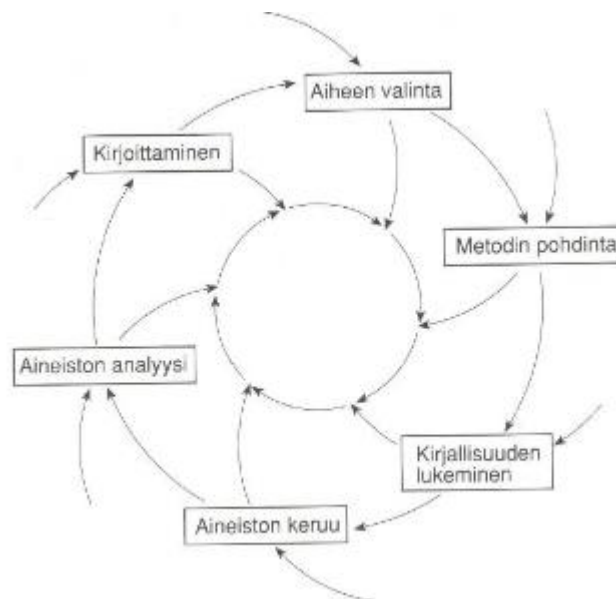 Aiheen valinta
Kirjoittaminen
Metodin pohdinta
Aineiston analyysi
Kirjallisuuden
lukeminen
Aineiston keruu